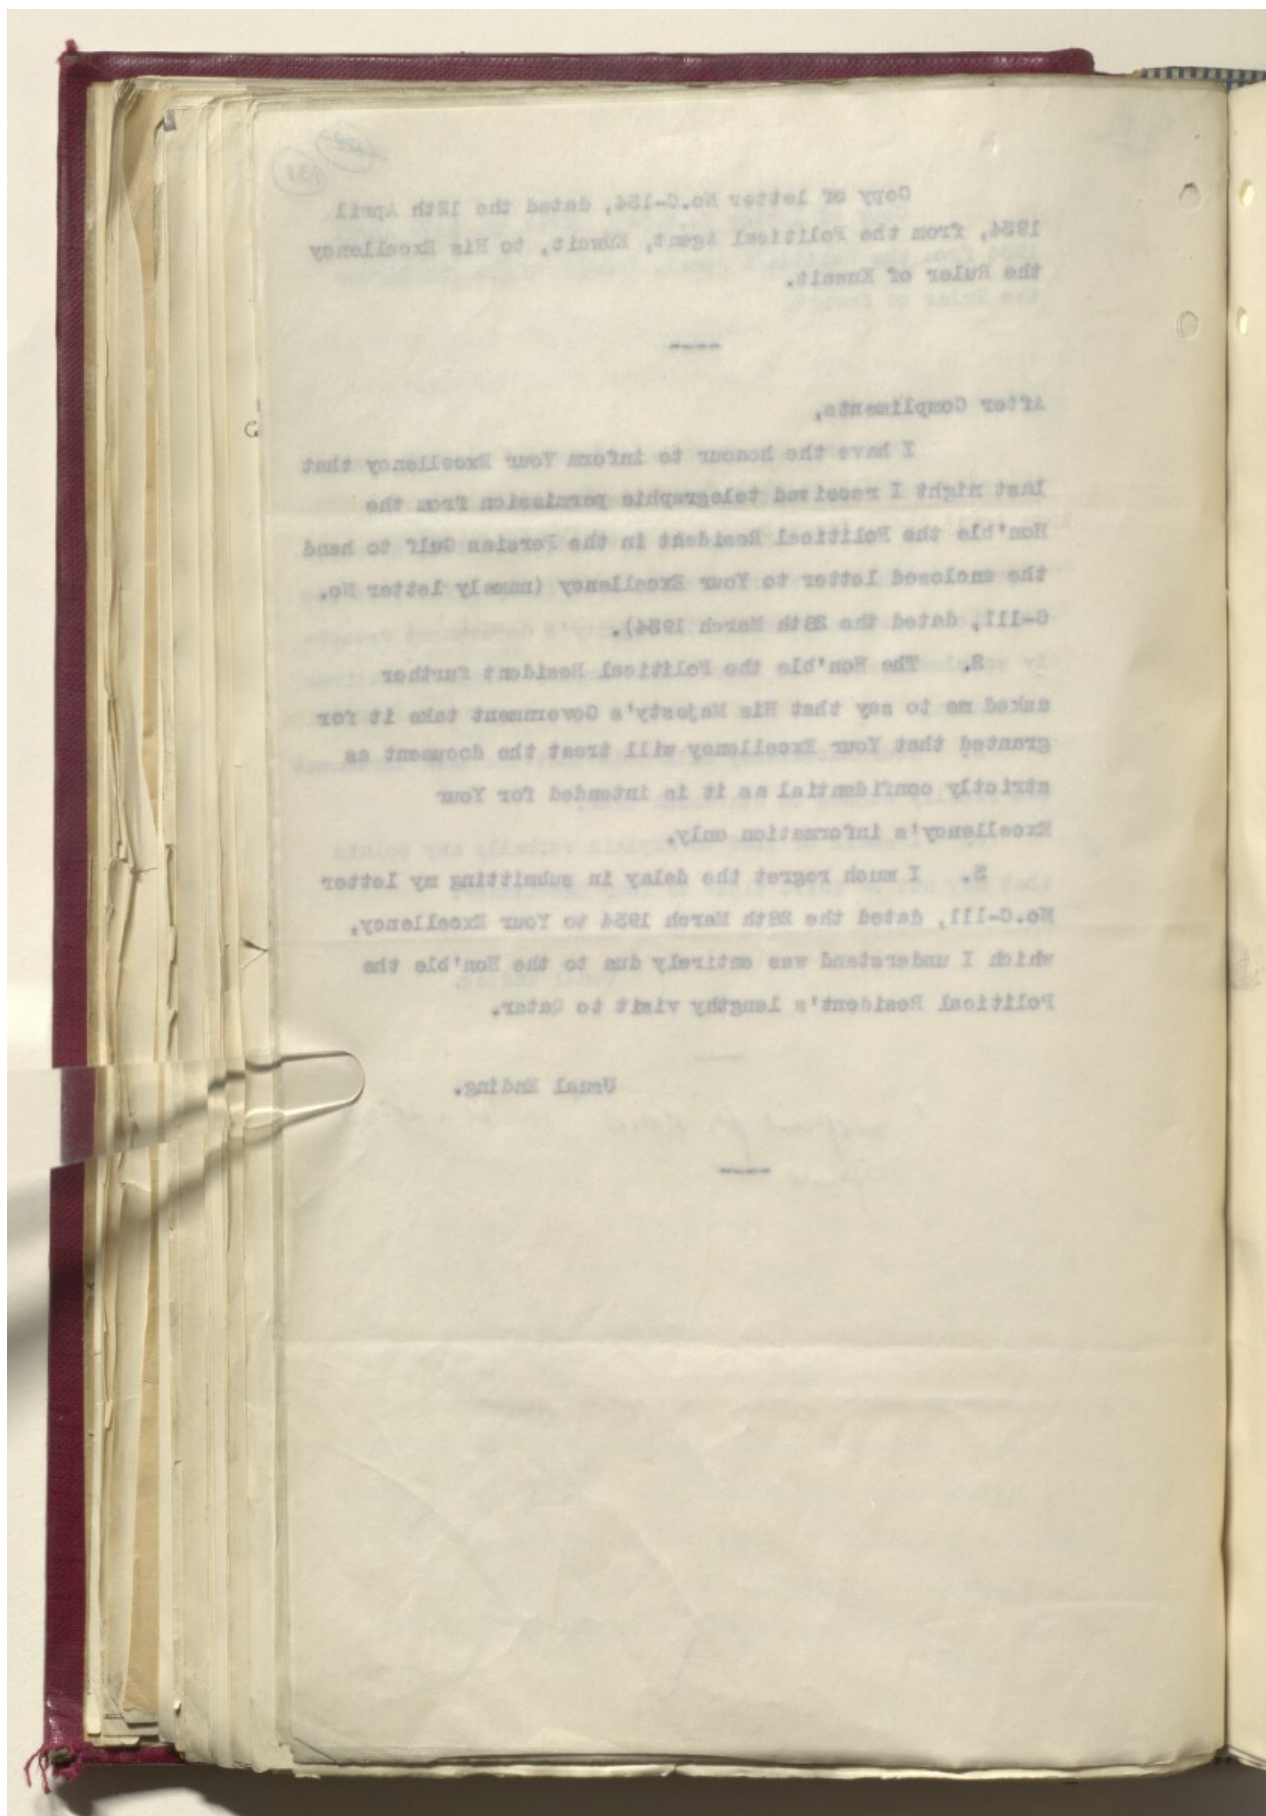 Copy of letter No.C-134, dated the 12th April
1934, from the Political Agent, Kuwait, to His Excellency
the Ruler of Kuwait.
After Compliments,
I have the honour to inform Your Excellency that
last night I received telegraphic permission from the
Hon'ble the Political Resident in the Persian Gulf to hand
the enclosed letter to Your Excellency (namely letter No.
C-111, dated the 28th March 1934).
2. The Hon'ble the Political Resident further
asked me to say that His Majesty's Government take it for
granted that Your Excellency will treat the document as
strictly confidential as it is intended for Your
Excellency's information only.
3. I much regret the delay in submitting my letter
No.C-111, dated the 28th March 1934 to Your Excellency,
which I understand was entirely due to the Hon'ble the
Political Resident's lengthy visit to Qatar.
Usual Ending.